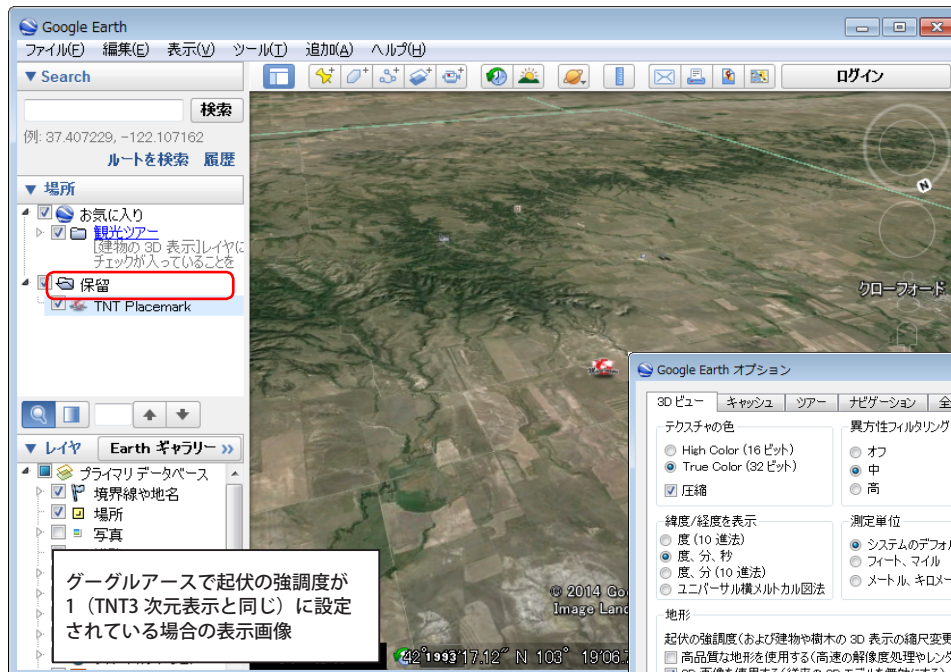 Google Earth
ファイル(F) 編集(E) 表示(V) ツール(T) 追加(A) ヘルプ(H)
Search
ログイン
検索
例: 37.407229, -122.107162
ルートを検索 履歴
場所
お気に入り
観光ツアー
[建物の 3D 表示]レイヤに
チェックが入っていることを
保留
TNT Placemark
N
クローフォード
レイヤ Earth ギャラリー >>
プライマリ データベース
境界線や地名
場所
写真
グーグルアースで起伏の強調度が
1（TNT3 次元表示と同じ）に設定
されている場合の表示画像
© 2014 Go
Image Land
1993
42° 17.12″ N 103° 19'06.
Google Earth オプション
3D ビュー キャッシュ ツアー ナビゲーション 全
テクスチャの色
High Color (16 ビット)
True Color (32 ビット)
圧縮
異方性フィルタリング
オフ
中
高
緯度/経度を表示
度 (10 進法)
度、分、秒
度、分 (10 進法)
ユニバーサル横メルカトル図法
測定単位
システムのデフォル
フィート、マイル
メートル、キロメー
地形
起伏の強調度(および建物や樹木の 3D 表示の縮尺変更
高品質な地形を使用する(高速の解像度処理やレンダ